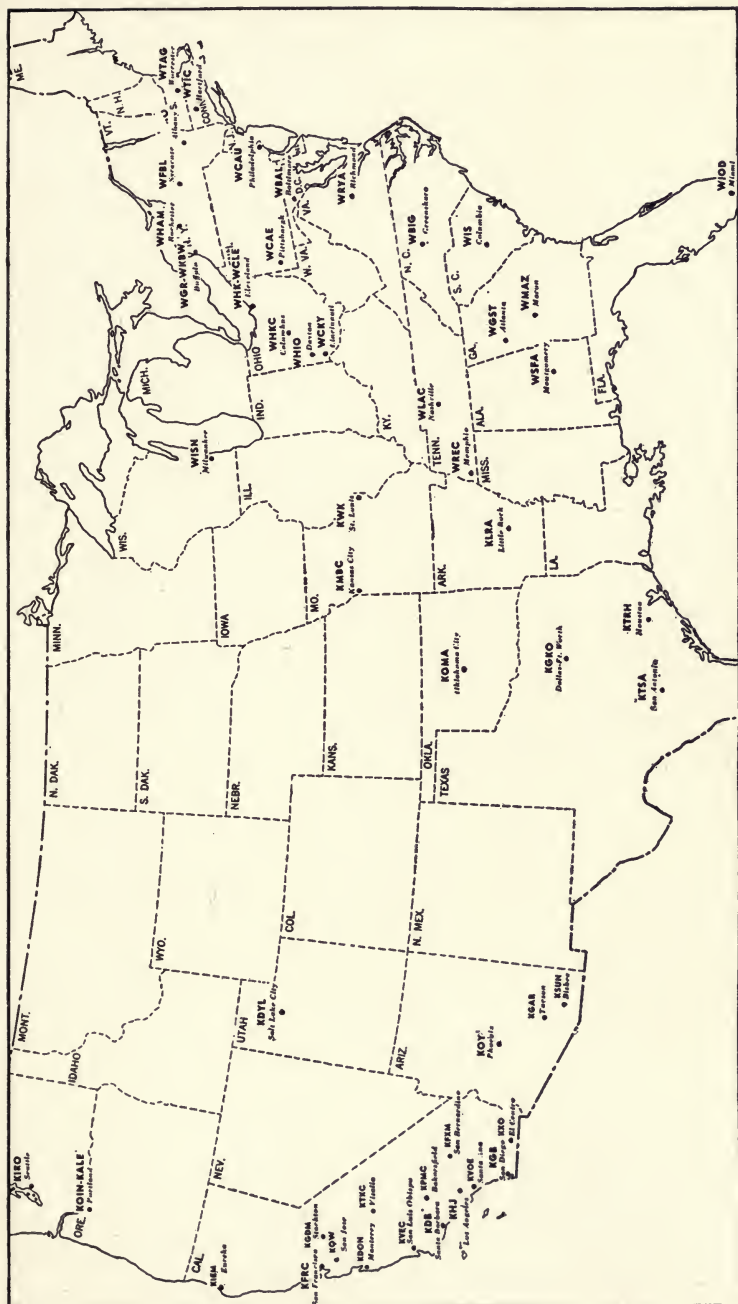 ME.
VT.
N.H.
WTAG
Worcester
WTIC
Hartford
CONN.
S.
Albany
WFBL
Syracuse
WHAM
Rochester
WGR-WKBW
N. Y.
Buffalo
WHK-WCLE
Cleveland
WCAU
Philadelphia
N.J.
WBAL
Baltimore
D.C.
VA.
WRVA
Richmond
WCAE
Pittsburgh
W. VA.
WHKC
Columbus
WHIO
Dayton
WCKY
Cincinnati
OHIO
MICH.
IND.
KY.
WISN
Milwaukee
WIS.
ILL.
KWK
St. Louis
KMBC
Kansas City
MO.
IOWA
MINN.
N. C.
WBIG
Greensboro
S. C.
WIS
Columbia
WIOD
Miami
WMAZ
Macon
WGST
Atlanta
GA.
WSFA
Montgomery
FLA.
ALA.
WLAC
Nashville
TENN.
WREC
Memphis
MISS.
KLRA
Little Rock
ARK.
LA.
N. DAK.
S. DAK.
NEBR.
KANS.
KOMA
Oklahoma City
OKLA.
TEXAS
KGKO
Dallas-Ft. Worth
KTRH
Houston
KTSA
San Antonio
MONT.
WYO.
COL.
N. MEX.
IDAHO
UTAH
KDYL
Salt Lake City
ARIZ.
KOY
Phoenix
KGAR
Tucson
KSUN
Bisbee
KIRO
Seattle
KOIN-KALE
Portland
ORE.
NEV.
CAL.
KIEM
Eureka
KFRC
San Francisco
KGDM
Stockton
KQW
San Jose
KDON
Monterey
KTKC
Visalia
KVEC
San Luis Obispo
KPMC
Bakersfield
KDB
Santa Barbara
KHJ
Los Angeles
KFXM
San Bernardino
KVOE
Santa Ana
KGB
San Diego
KXO
El Centro